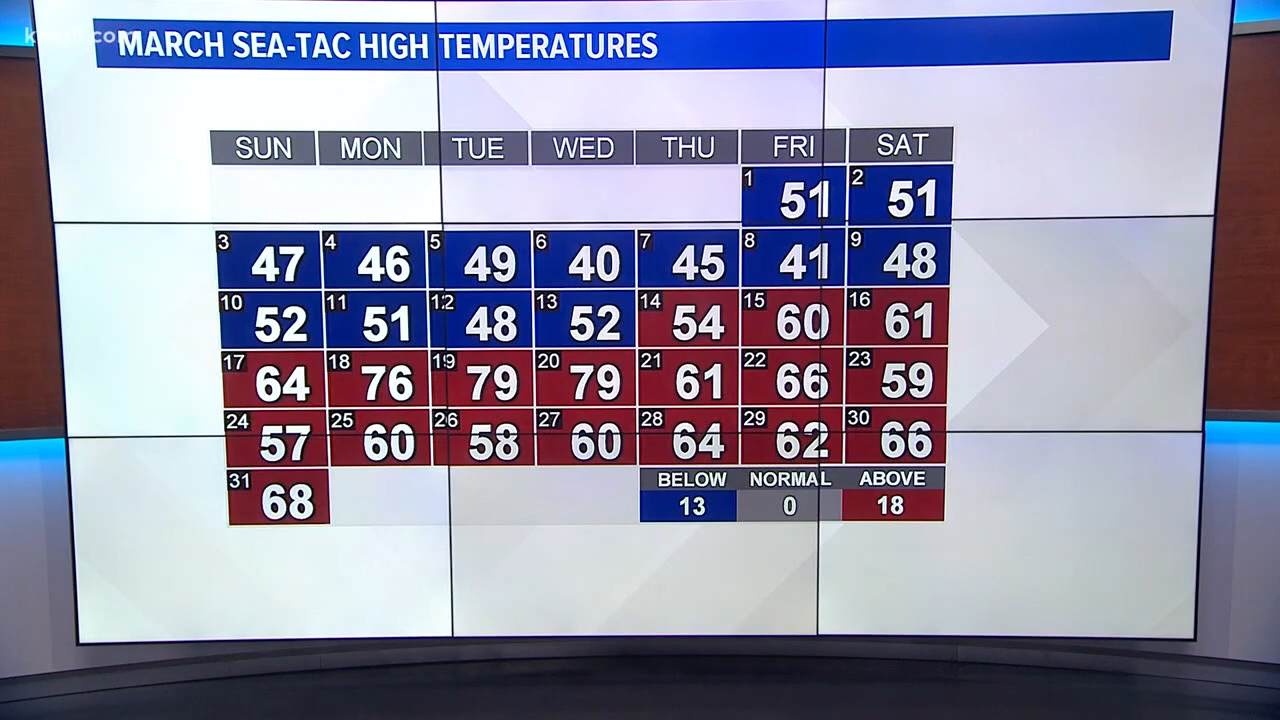 MARCH SEA-TAC HIGH TEMPERATURES
SUN MON TUE WED THU FRI SAT
1 51 2 51
3 47 4 46 5 49 6 40 7 45 8 41 9 48
10 52 11 51 12 48 13 52 14 54 15 60 16 61
17 64 18 76 19 79 20 79 21 61 22 66 23 59
24 57 25 60 26 58 27 60 28 64 29 62 30 66
31 68
BELOW NORMAL ABOVE
13 0 18